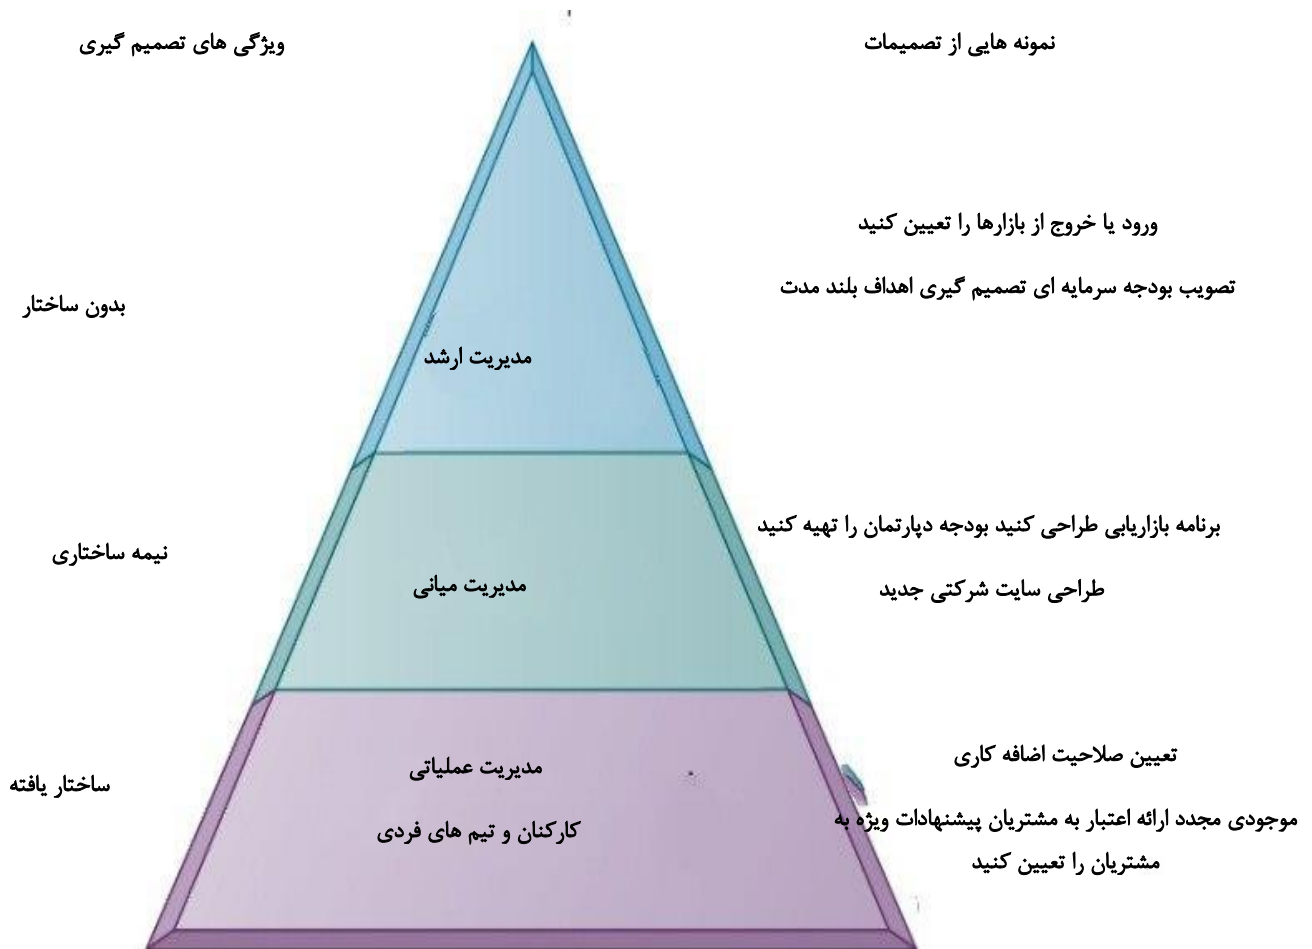 نمونه هایی از تصمیمات
ویژگی های تصمیم گیری
ورود یا خروج از بازارها را تعیین کنید
تصویب بودجه سرمایه ای تصمیم گیری اهداف بلند مدت
مدیریت ارشد
بدون ساختار
برنامه بازاریابی طراحی کنید بودجه دپارتمان را تهیه کنید
طراحی سایت شرکتی جدید
مدیریت میانی
نیمه ساختاری
تعیین صلاحیت اضافه کاری
موجودی مجدد ارائه اعتبار به مشتریان پیشنهادات ویژه به
مشتریان را تعیین کنید
مدیریت عملیاتی
کارکنان و تیم های فردی
ساختار یافته